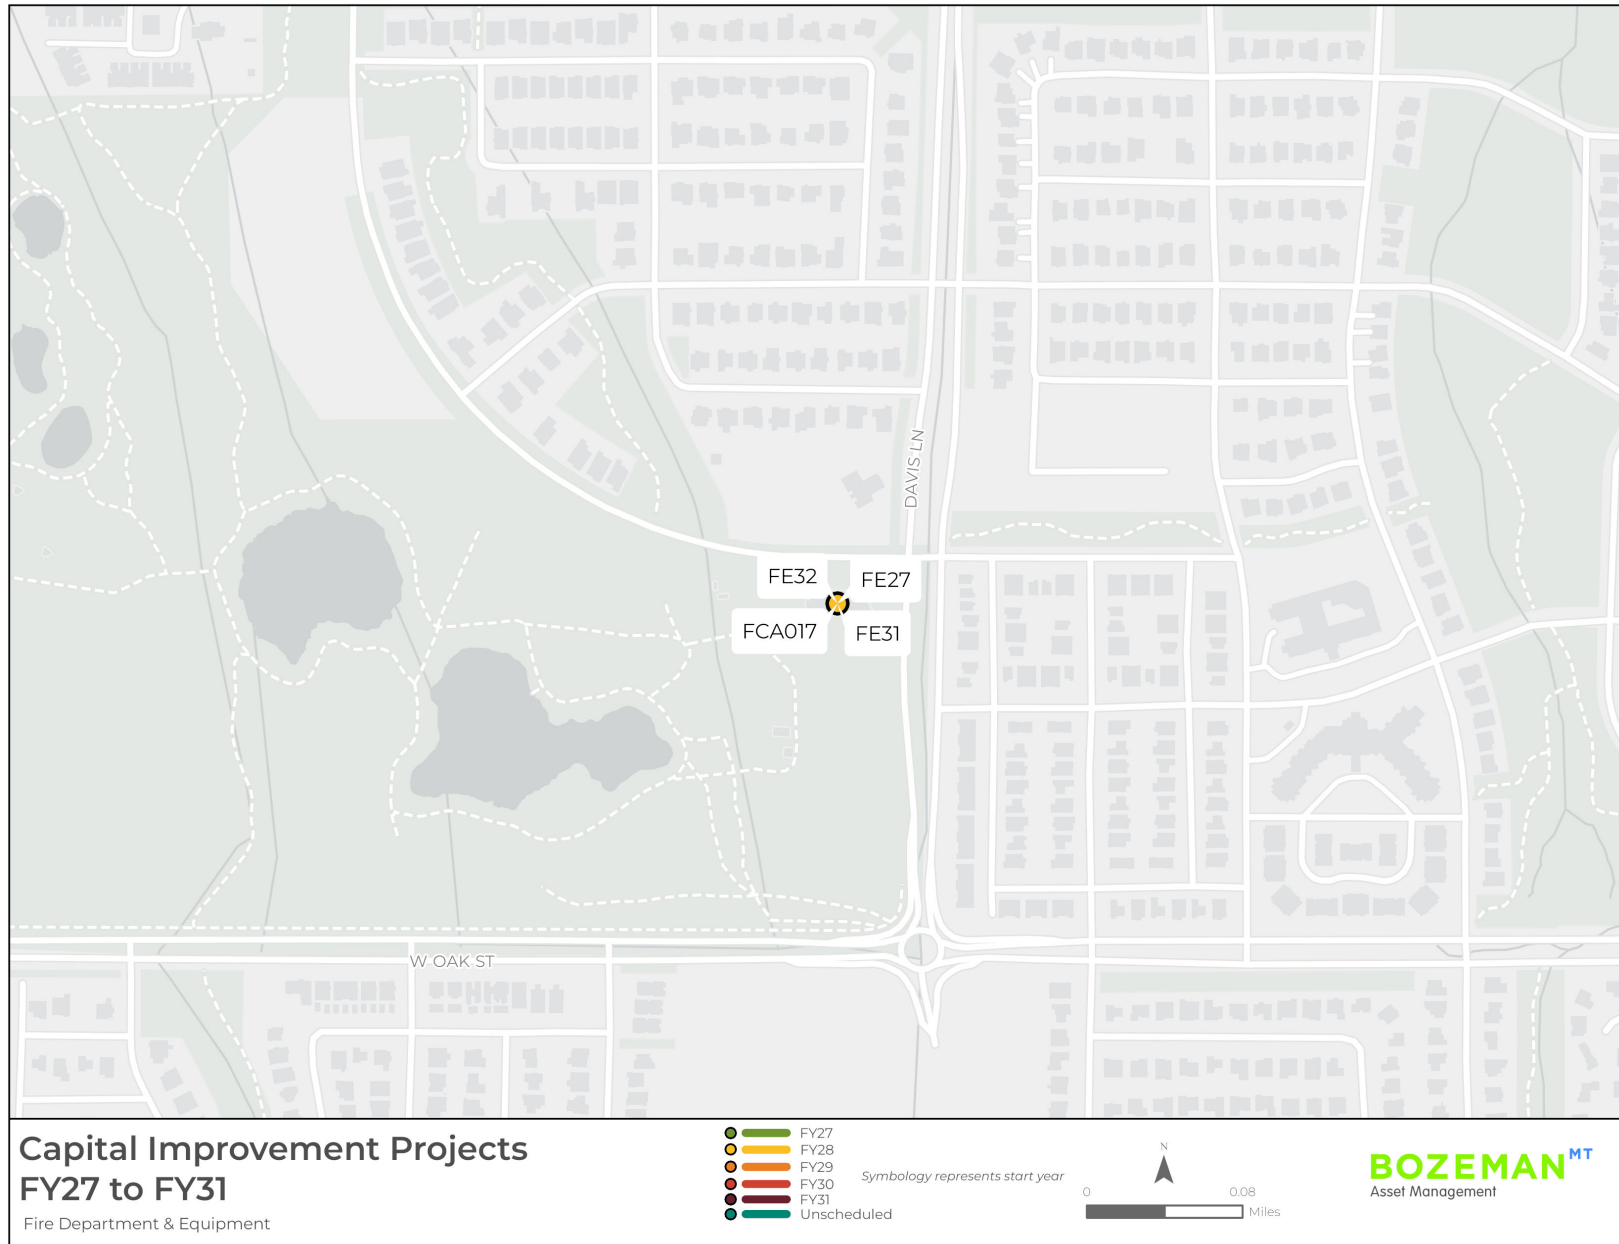 DAVIS LN
FE32
FE27
FCA017
FE31
W OAK ST
Capital Improvement Projects
FY27 to FY31
Fire Department & Equipment
FY27
FY28
FY29
FY30
FY31
Unscheduled
Symbology represents start year
N
0 0.08
Miles
BOZEMAN MT
Asset Management